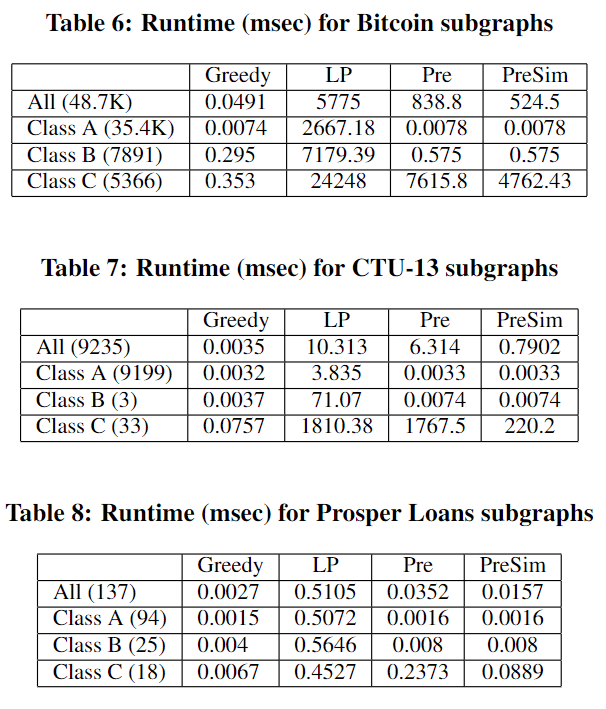 Table 6: Runtime (msec) for Bitcoin subgraphs
Greedy LP Pre PreSim
All (48.7K) 0.0491 5775 838.8 524.5
Class A (35.4K) 0.0074 2667.18 0.0078 0.0078
Class B (7891) 0.295 7179.39 0.575 0.575
Class C (5366) 0.353 24248 7615.8 4762.43
Table 7: Runtime (msec) for CTU-13 subgraphs
Greedy LP Pre PreSim
All (9235) 0.0035 10.313 6.314 0.7902
Class A (9199) 0.0032 3.835 0.0033 0.0033
Class B (3) 0.0037 71.07 0.0074 0.0074
Class C (33) 0.0757 1810.38 1767.5 220.2
Table 8: Runtime (msec) for Prosper Loans subgraphs
Greedy LP Pre PreSim
All (137) 0.0027 0.5105 0.0352 0.0157
Class A (94) 0.0015 0.5072 0.0016 0.0016
Class B (25) 0.004 0.5646 0.008 0.008
Class C (18) 0.0067 0.4527 0.2373 0.0889